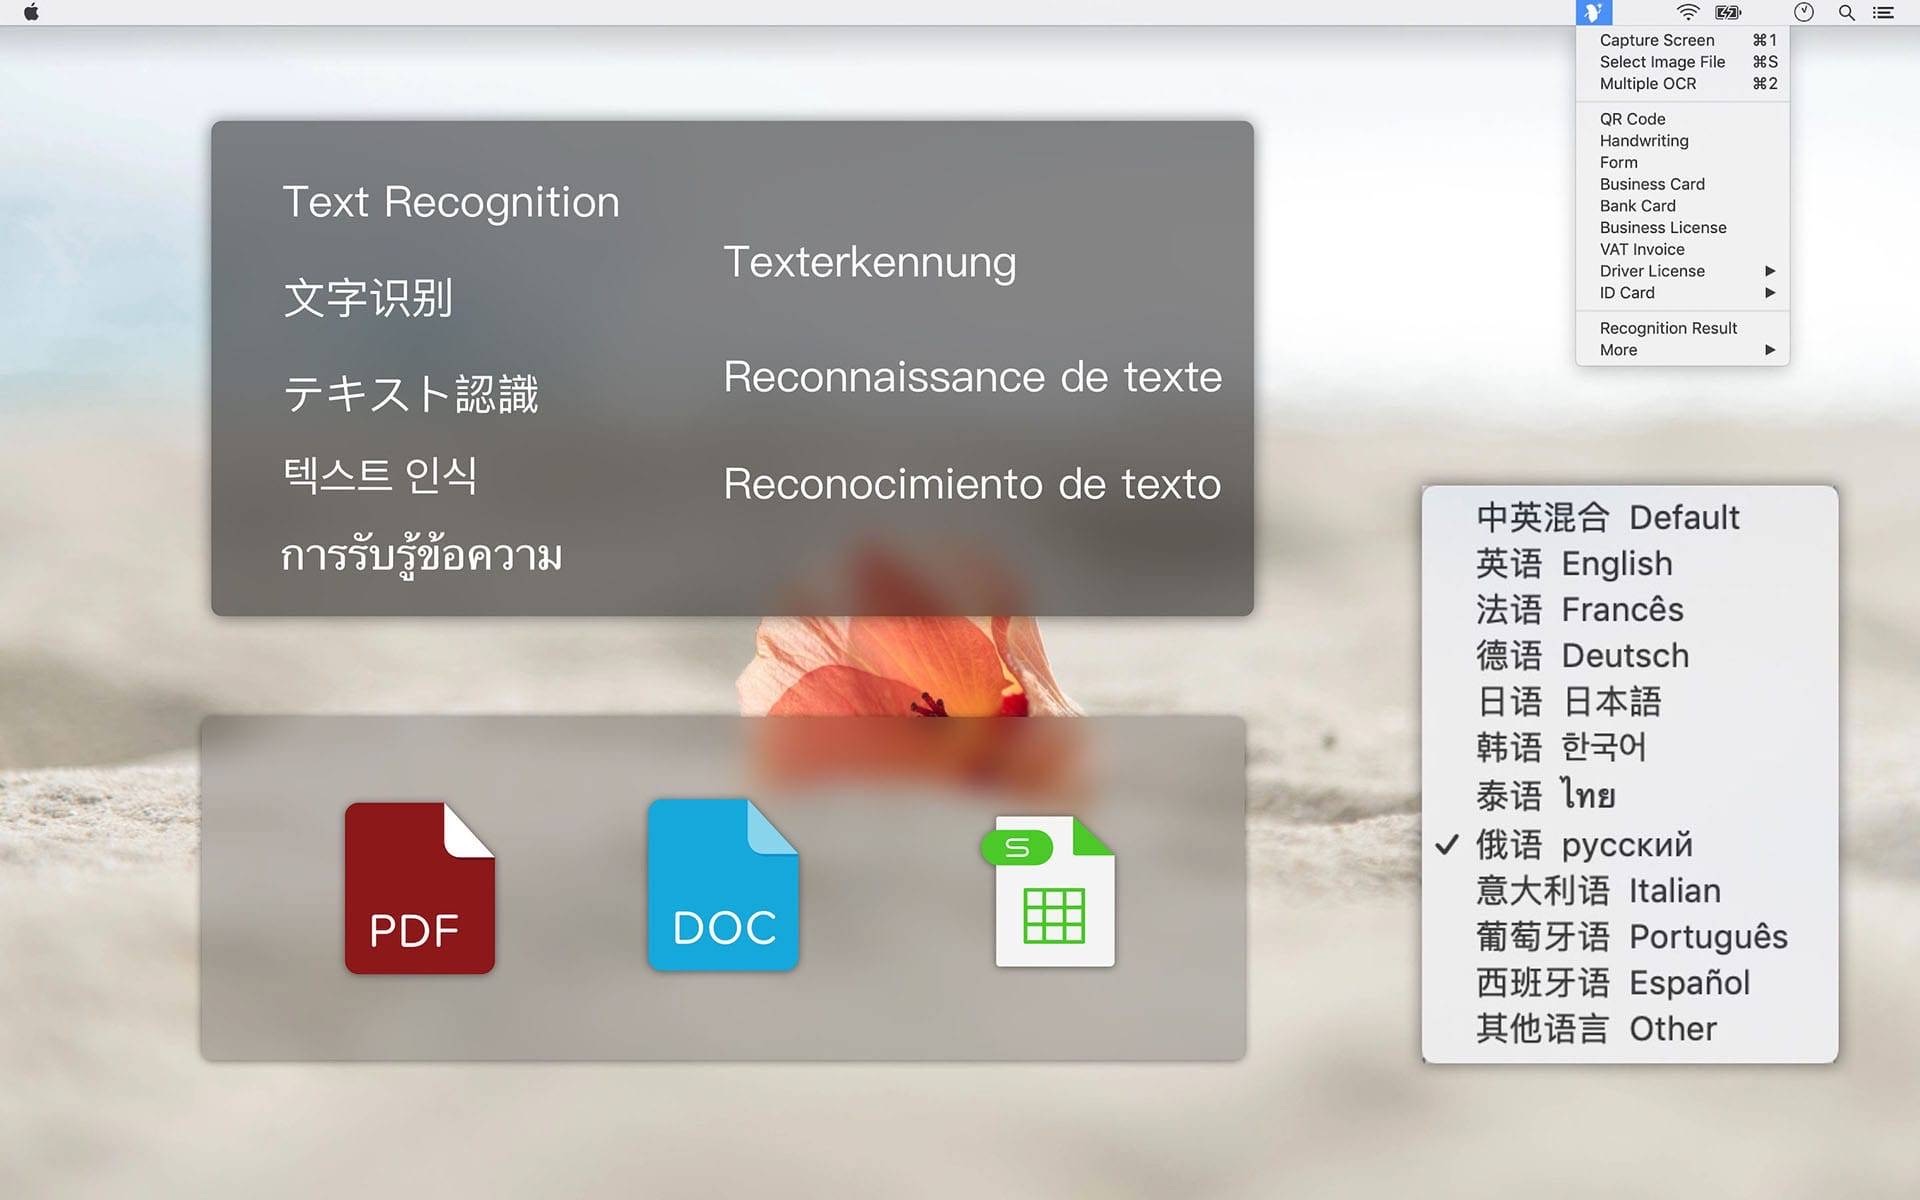 Capture Screen ⌘1
Select Image File ⌘S
Multiple OCR ⌘2
QR Code
Handwriting
Form
Business Card
Bank Card
Business License
VAT Invoice
Driver License ▶
ID Card ▶
Recognition Result
More ▶
Text Recognition
文字识别
テキスト認識
텍스트 인식
การรับรู้ข้อความ
Texterkennung
Reconnaissance de texte
Reconocimiento de texto
PDF
DOC
S
中英混合 Default
英语 English
法语 Francês
德语 Deutsch
日语 日本語
韩语 한국어
泰语 ไทย
✓ 俄语 русский
意大利语 Italian
葡萄牙语 Português
西班牙语 Español
其他语言 Other